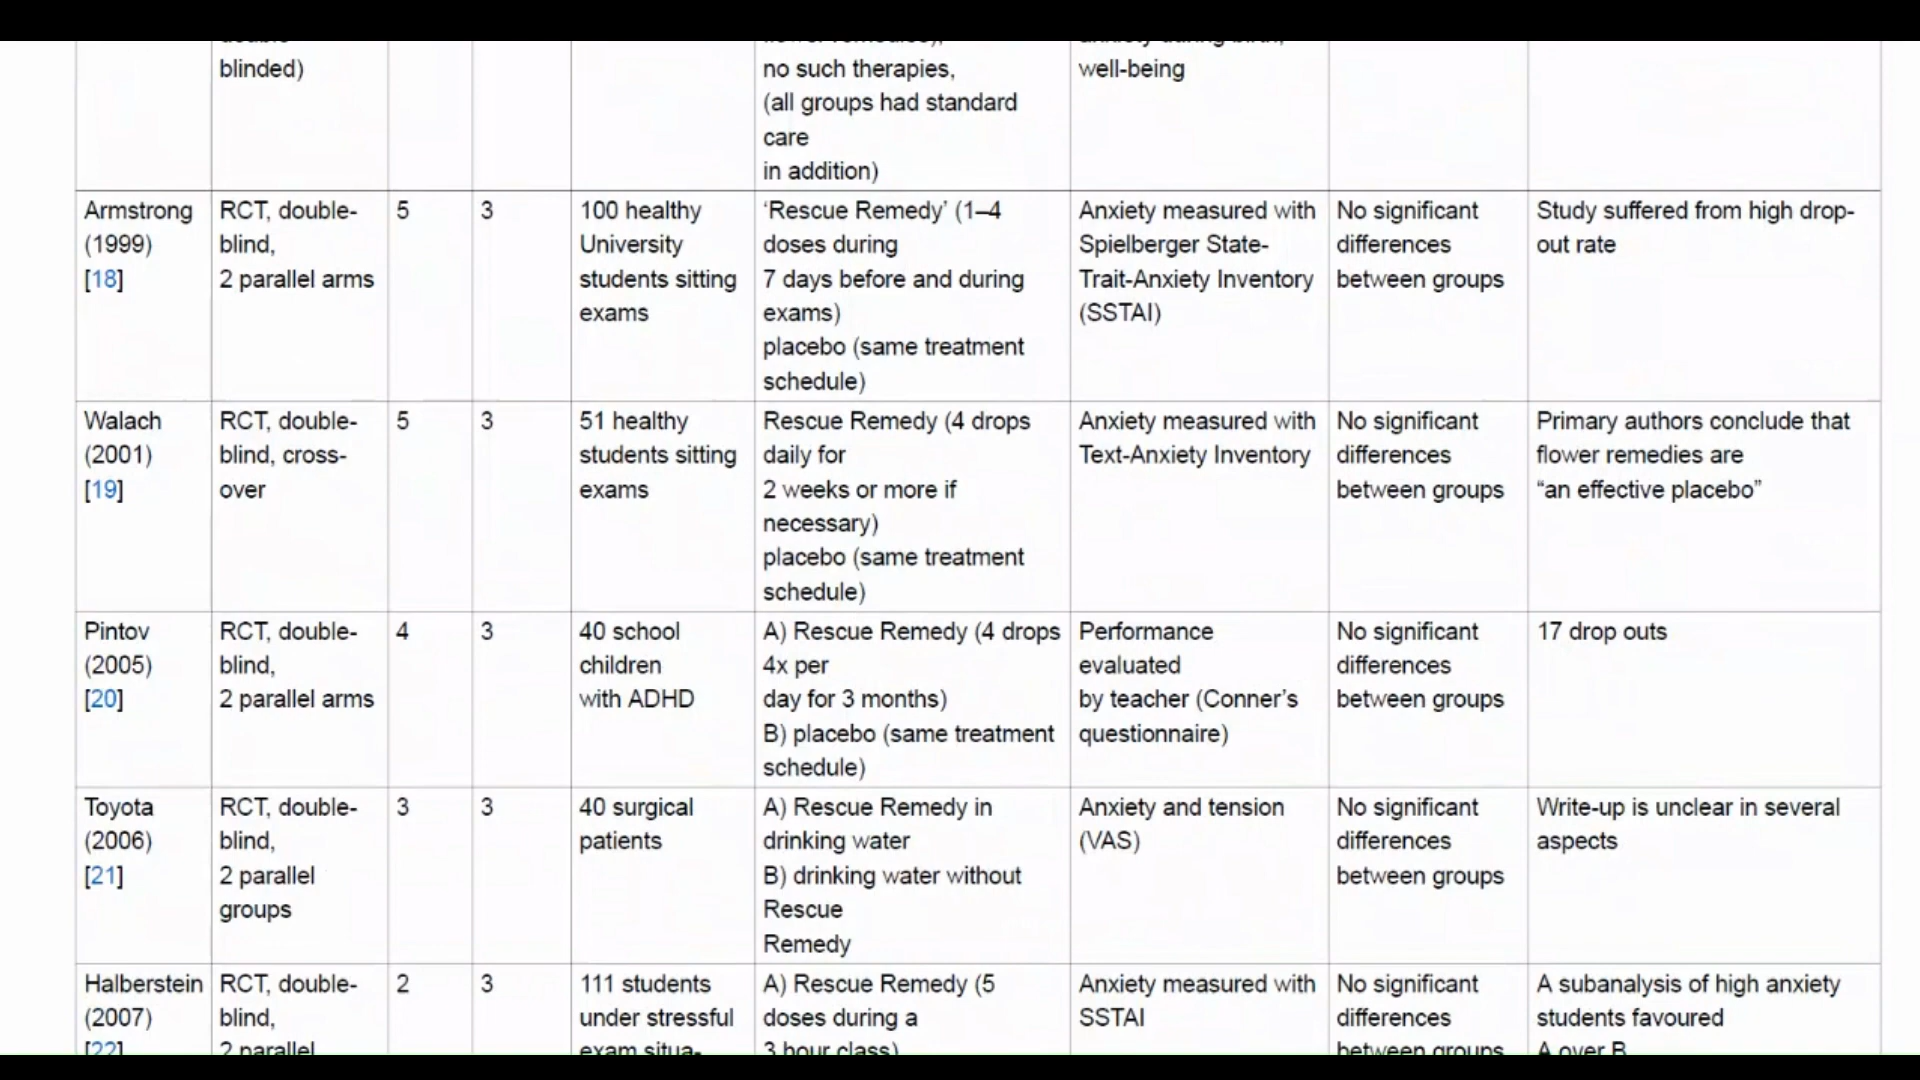 blinded)
no such therapies,
(all groups had standard
care
in addition)
well-being
Armstrong
(1999)
[18]
RCT, double-
blind,
2 parallel arms
5
3
100 healthy
University
students sitting
exams
‘Rescue Remedy’ (1–4
doses during
7 days before and during
exams)
placebo (same treatment
schedule)
Anxiety measured with
Spielberger State-
Trait-Anxiety Inventory
(SSTAI)
No significant
differences
between groups
Study suffered from high drop-
out rate
Walach
(2001)
[19]
RCT, double-
blind, cross-
over
5
3
51 healthy
students sitting
exams
Rescue Remedy (4 drops
daily for
2 weeks or more if
necessary)
placebo (same treatment
schedule)
Anxiety measured with
Text-Anxiety Inventory
No significant
differences
between groups
Primary authors conclude that
flower remedies are
“an effective placebo”
Pintov
(2005)
[20]
RCT, double-
blind,
2 parallel arms
4
3
40 school
children
with ADHD
A) Rescue Remedy (4 drops
4x per
day for 3 months)
B) placebo (same treatment
schedule)
Performance
evaluated
by teacher (Conner’s
questionnaire)
No significant
differences
between groups
17 drop outs
Toyota
(2006)
[21]
RCT, double-
blind,
2 parallel
groups
3
3
40 surgical
patients
A) Rescue Remedy in
drinking water
B) drinking water without
Rescue
Remedy
Anxiety and tension
(VAS)
No significant
differences
between groups
Write-up is unclear in several
aspects
Halberstein
(2007)
[22]
RCT, double-
blind,
2 parallel
2
3
111 students
under stressful
exam situa-
A) Rescue Remedy (5
doses during a
3 hour class)
Anxiety measured with
SSTAI
No significant
differences
between groups
A subanalysis of high anxiety
students favoured
A over B